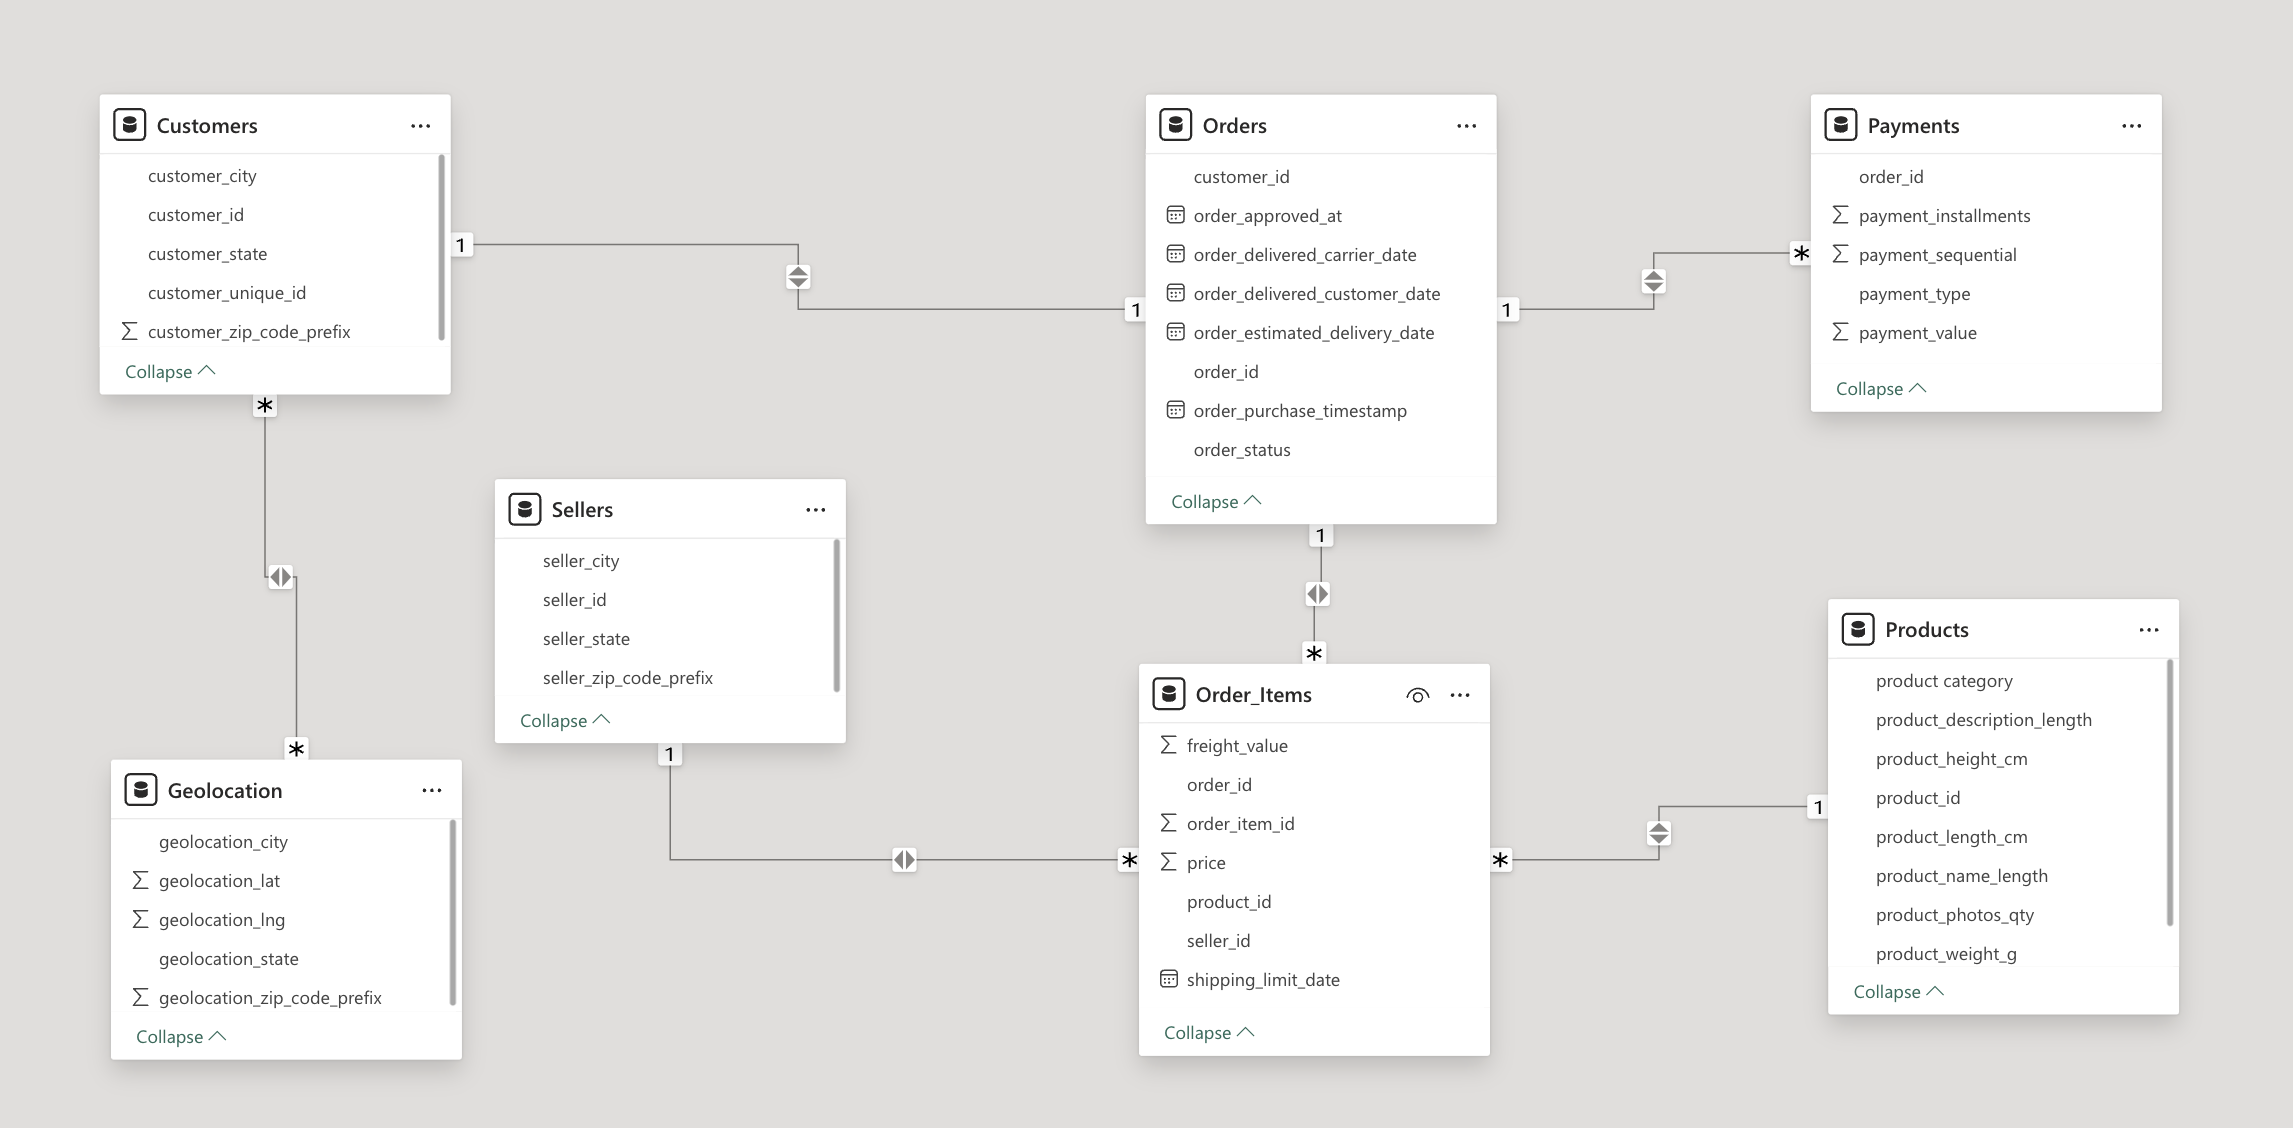 Customers
customer_city
customer_id
customer_state
customer_unique_id
customer_zip_code_prefix
Collapse
1
*
Orders
customer_id
order_approved_at
order_delivered_carrier_date
order_delivered_customer_date
order_estimated_delivery_date
order_id
order_purchase_timestamp
order_status
Collapse
1
1
1
Payments
order_id
payment_installments
payment_sequential
payment_type
payment_value
Collapse
*
Sellers
seller_city
seller_id
seller_state
seller_zip_code_prefix
Collapse
1
Geolocation
geolocation_city
geolocation_lat
geolocation_lng
geolocation_state
geolocation_zip_code_prefix
Collapse
*
Order_Items
freight_value
order_id
order_item_id
price
product_id
seller_id
shipping_limit_date
Collapse
*
*
*
Products
product category
product_description_length
product_height_cm
product_id
product_length_cm
product_name_length
product_photos_qty
product_weight_g
Collapse
1